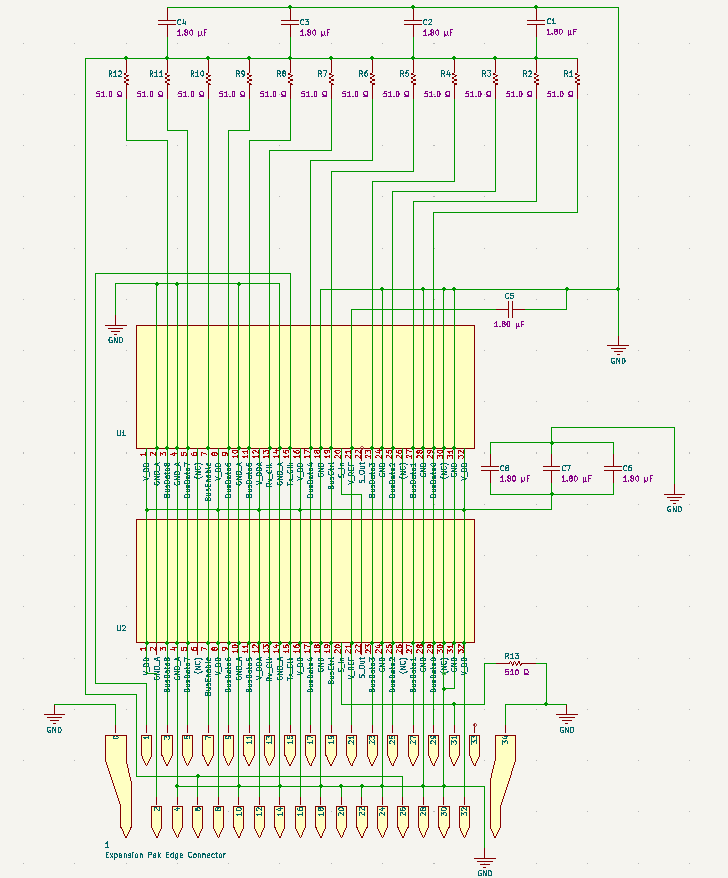 C4
1.80 µF
C3
1.80 µF
C2
1.80 µF
C1
1.80 µF
R12
51.0 Ω
R11
51.0 Ω
R10
51.0 Ω
R9
51.0 Ω
R8
51.0 Ω
R7
51.0 Ω
R6
51.0 Ω
R5
51.0 Ω
R4
51.0 Ω
R3
51.0 Ω
R2
51.0 Ω
R1
51.0 Ω
C5
1.80 µF
GND
GND
U1
1 V_DD
2 GND_A
3 BusData8
4 GND_A
5 BusData7
6 (NC)
7 BusEnable
8 V_DD
9 BusData6
10 GND_A
11 BusData5
12 V_DDA
13 Rx_Clk
14 GND_A
15 Tx_Clk
16 V_DD
17 BusData4
18 GND
19 BusCtrl
20 S_In
21 V_REF
22 S_Out
23 BusData3
24 GND
25 BusData2
26 (NC)
27 BusData1
28 GND
29 BusData0
30 (NC)
31 GND
32 V_DD
C8
1.80 µF
C7
1.80 µF
C6
1.80 µF
GND
U2
1 V_DD
2 GND_A
3 BusData8
4 GND_A
5 BusData7
6 (NC)
7 BusEnable
8 V_DD
9 BusData6
10 GND_A
11 BusData5
12 V_DDA
13 Rx_Clk
14 GND_A
15 Tx_Clk
16 V_DD
17 BusData4
18 GND
19 BusCtrl
20 S_In
21 V_REF
22 S_Out
23 BusData3
24 GND
25 BusData2
26 (NC)
27 BusData1
28 GND
29 BusData0
30 (NC)
31 GND
32 V_DD
R13
510 Ω
GND
GND
0
1
3
5
7
9
11
13
15
17
19
21
23
25
27
29
31
33
34
2
4
6
8
10
12
14
16
18
20
22
24
26
28
30
32
1
Expansion Pak Edge Connector
GND